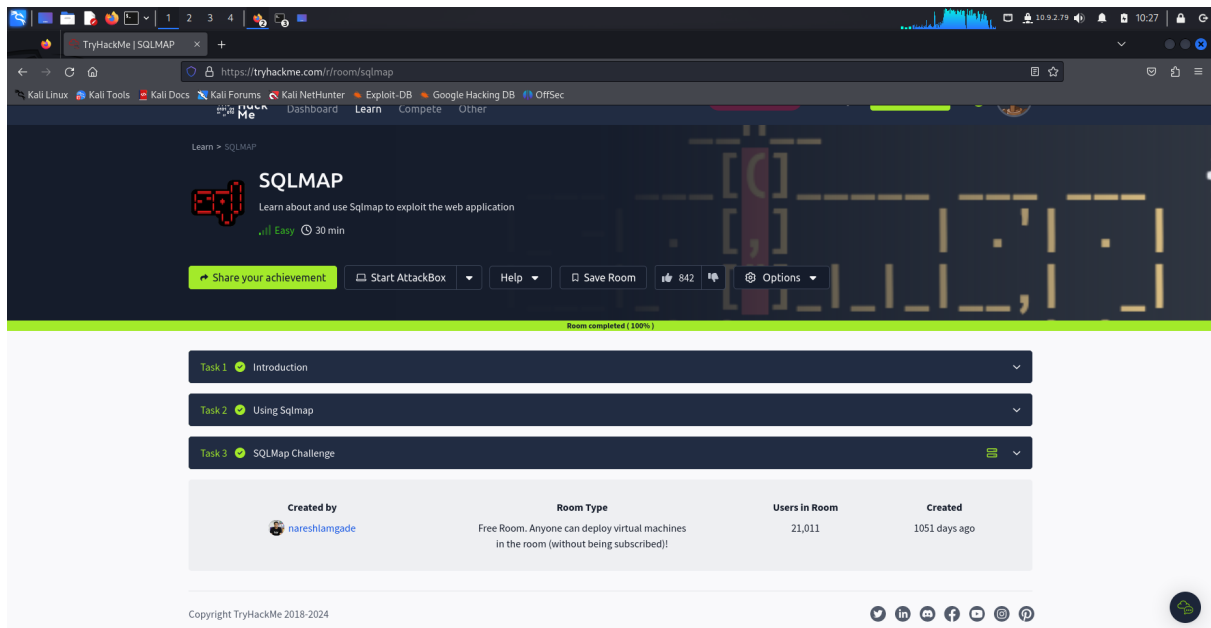 1 2 3 4 10.9.2.79 10:27
TryHackMe | SQLMAP
https://tryhackme.com/r/room/sqlmap
Kali Linux Kali Tools Kali Docs Kali Forums Kali NetHunter Exploit-DB Google Hacking DB OffSec
Hack
Me Dashboard Learn Compete Other
Learn > SQLMAP
SQLMAP
Learn about and use Sqlmap to exploit the web application
Easy 30 min
Share your achievement Start AttackBox Help Save Room 842 Options
Room completed ( 100% )
Task 1 Introduction
Task 2 Using Sqlmap
Task 3 SQLMap Challenge
Created by Room Type Users in Room Created
nareshlamgade Free Room. Anyone can deploy virtual machines 21,011 1051 days ago
in the room (without being subscribed)!
Copyright TryHackMe 2018-2024